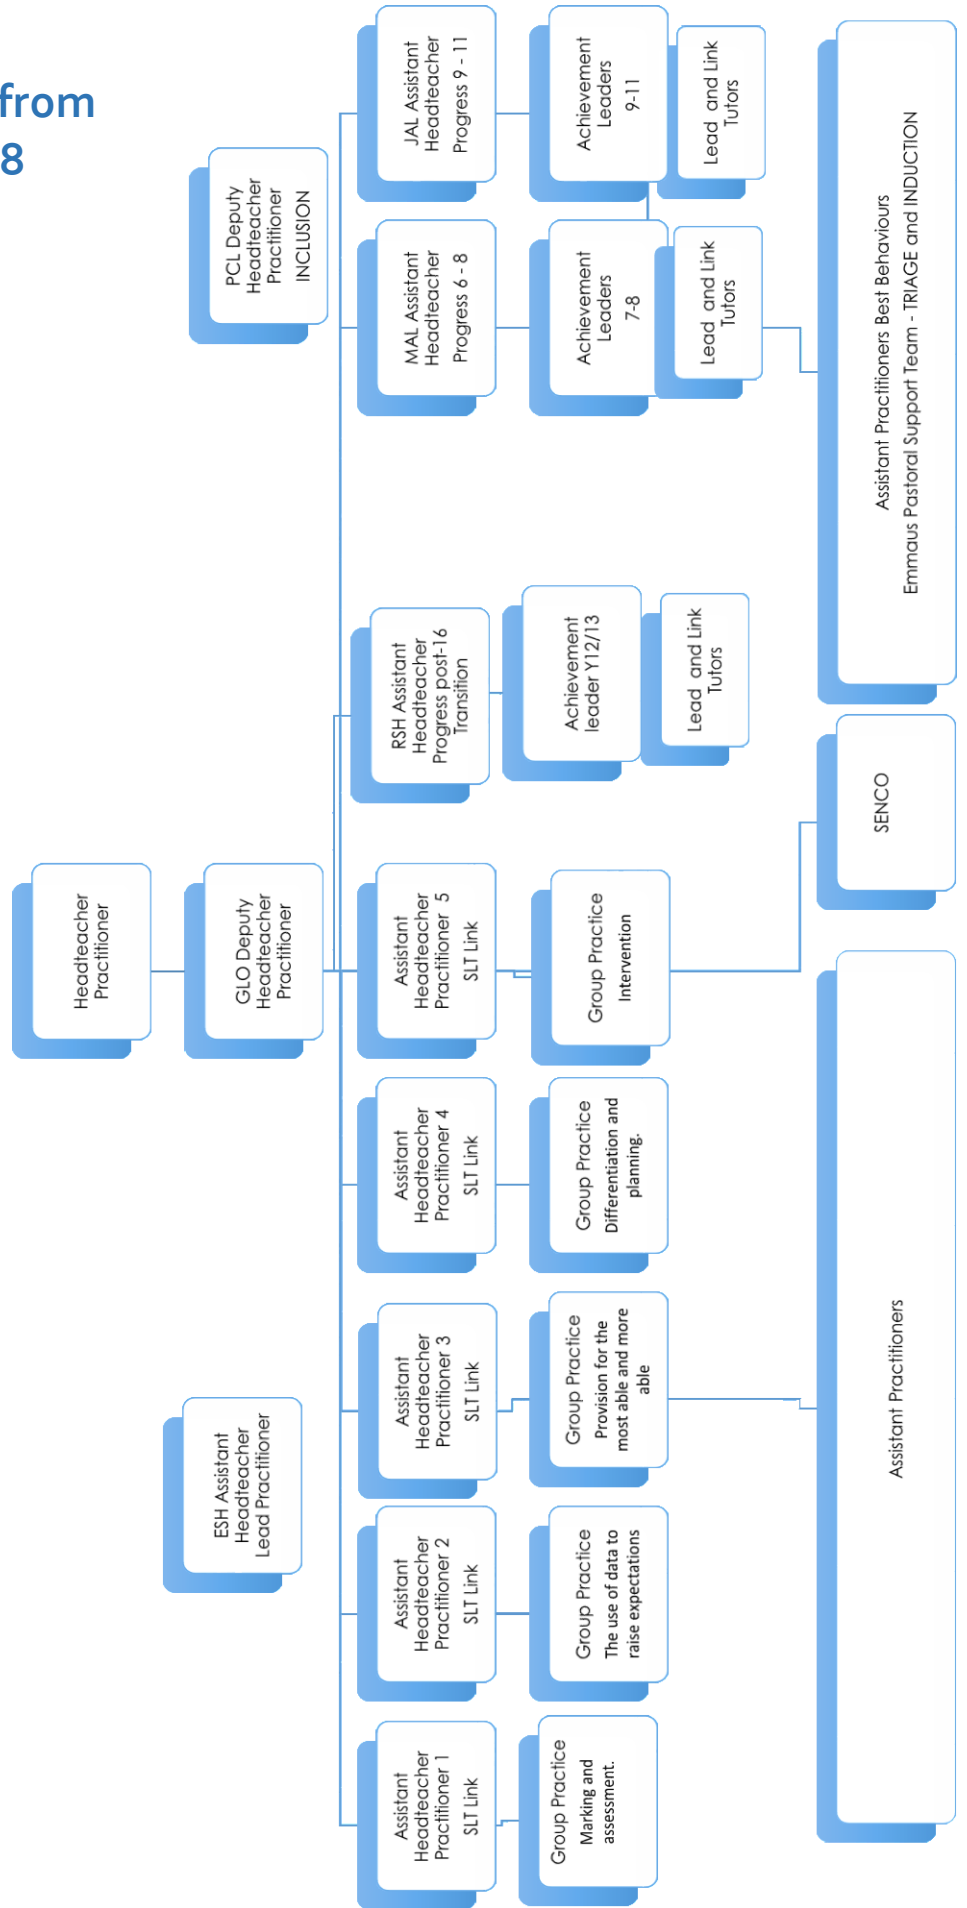 from
8
Headteacher
Practitioner
GLO Deputy
Headteacher
Practitioner
ESH Assistant
Headteacher
Lead Practitioner
PCL Deputy
Headteacher
Practitioner
INCLUSION
Assistant
Headteacher
Practitioner 1
SLT Link
Assistant
Headteacher
Practitioner 2
SLT Link
Assistant
Headteacher
Practitioner 3
SLT Link
Assistant
Headteacher
Practitioner 4
SLT Link
Assistant
Headteacher
Practitioner 5
SLT Link
RSH Assistant
Headteacher
Progress post-16
Transition
MAL Assistant
Headteacher
Progress 6 - 8
JAL Assistant
Headteacher
Progress 9 - 11
Group Practice
Marking and
assessment.
Group Practice
The use of data to
raise expectations
Group Practice
Provision for the
most able and more
able
Group Practice
Differentiation and
planning.
Group Practice
Intervention
Achievement
leader Y12/13
Achievement
Leaders
7-8
Achievement
Leaders
9-11
Lead and Link
Tutors
Lead and Link
Tutors
Lead and Link
Tutors
Assistant Practitioners
SENCO
Assistant Practitioners Best Behaviours
Emmaus Pastoral Support Team - TRIAGE and INDUCTION